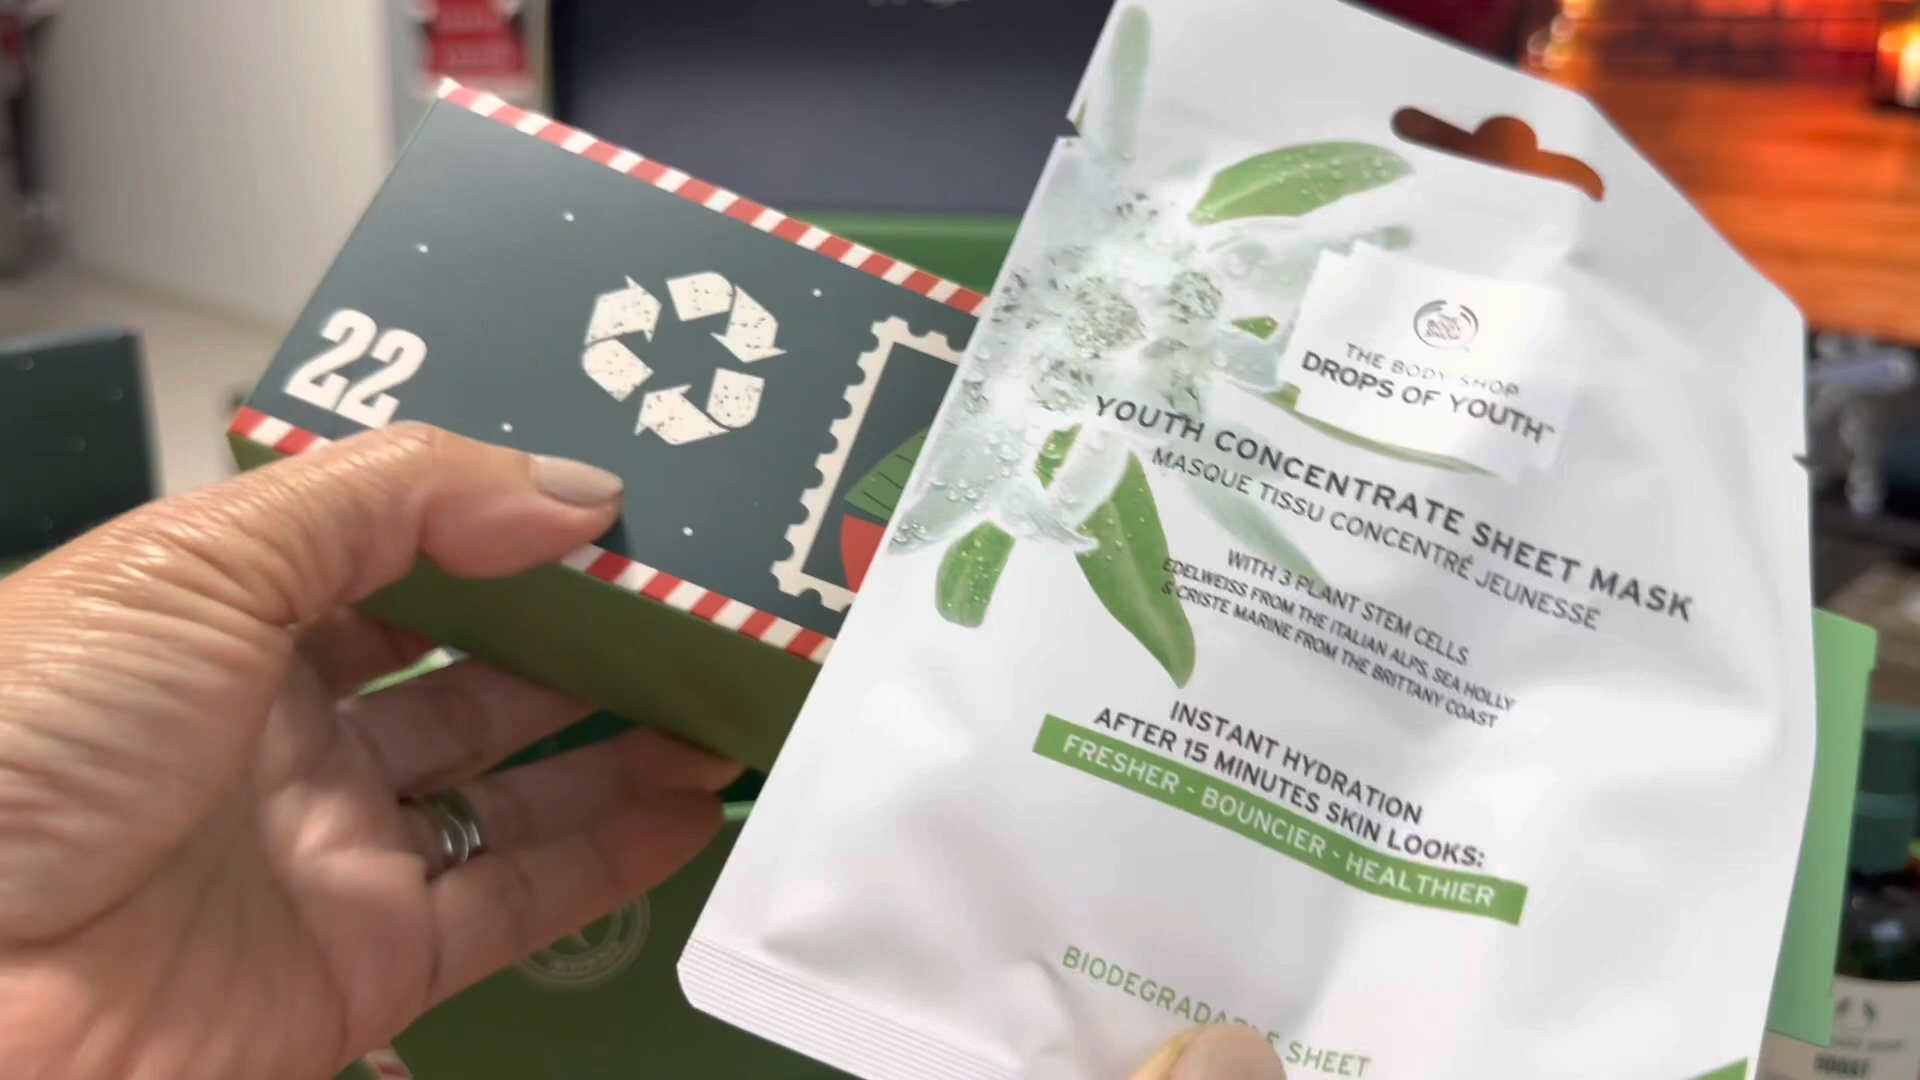 22
THE BODY SHOP
DROPS OF YOUTH™
YOUTH CONCENTRATE SHEET MASK
MASQUE TISSU CONCENTRÉ JEUNESSE
WITH 3 PLANT STEM CELLS
EDELWEISS FROM THE ITALIAN ALPS, SEA HOLLY
& CRISTE MARINE FROM THE BRITTANY COAST
INSTANT HYDRATION
AFTER 15 MINUTES SKIN LOOKS:
FRESHER - BOUNCIER - HEALTHIER
BIODEGRADABLE SHEET
BOOST